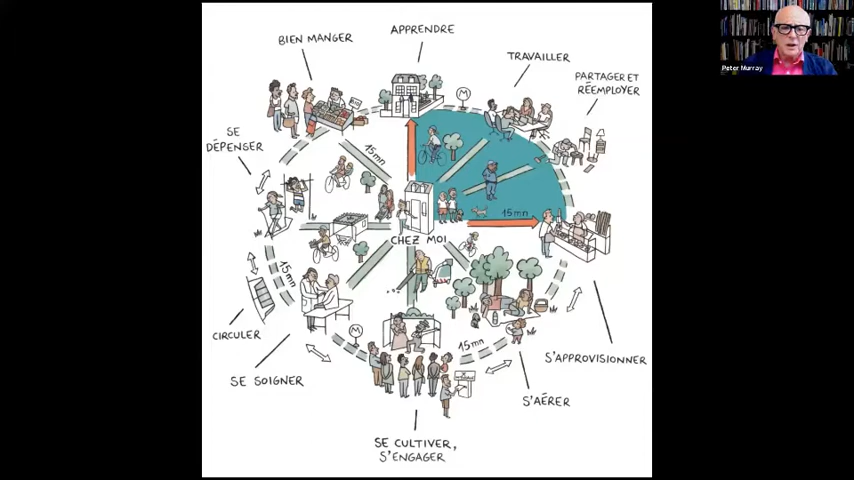 Peter Murray
BIEN MANGER
APPRENDRE
TRAVAILLER
PARTAGER ET
RÉEMPLOYER
M
BIO
SE
DÉPENSER
15mn
15mn
CHEZ MOI
15mn
CIRCULER
M
15mn
SE SOIGNER
S'APPROVISIONNER
S'AÉRER
SE CULTIVER,
S'ENGAGER